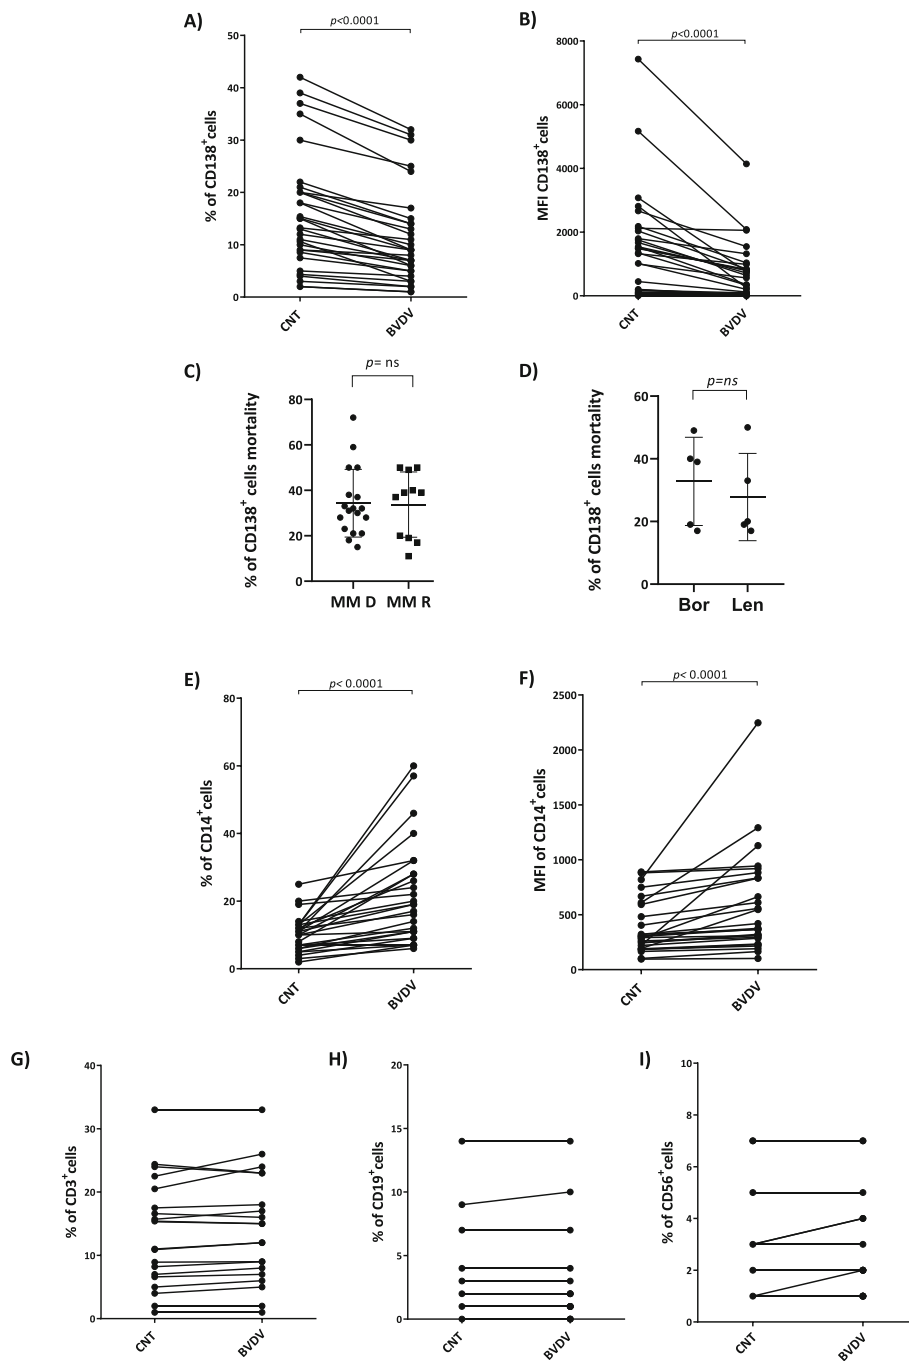 A)
p<0.0001
% of CD138+cells
50
40
30
20
10
0
CNT
BVDV
B)
p<0.0001
MFI CD138+cells
8000
6000
4000
2000
0
CNT
BVDV
C)
p= ns
% of CD138+ cells mortality
80
60
40
20
0
MM D
MM R
D)
p=ns
% of CD138+ cells mortality
60
40
20
0
Bor
Len
E)
p< 0.0001
% of CD14+cells
80
60
40
20
0
CNT
BVDV
F)
p< 0.0001
MFI of CD14+cells
2500
2000
1500
1000
500
0
CNT
BVDV
G)
% of CD3+cells
40
30
20
10
0
CNT
BVDV
H)
% of CD19+cells
20
15
10
5
0
CNT
BVDV
I)
% of CD56+cells
10
8
6
4
2
0
CNT
BVDV